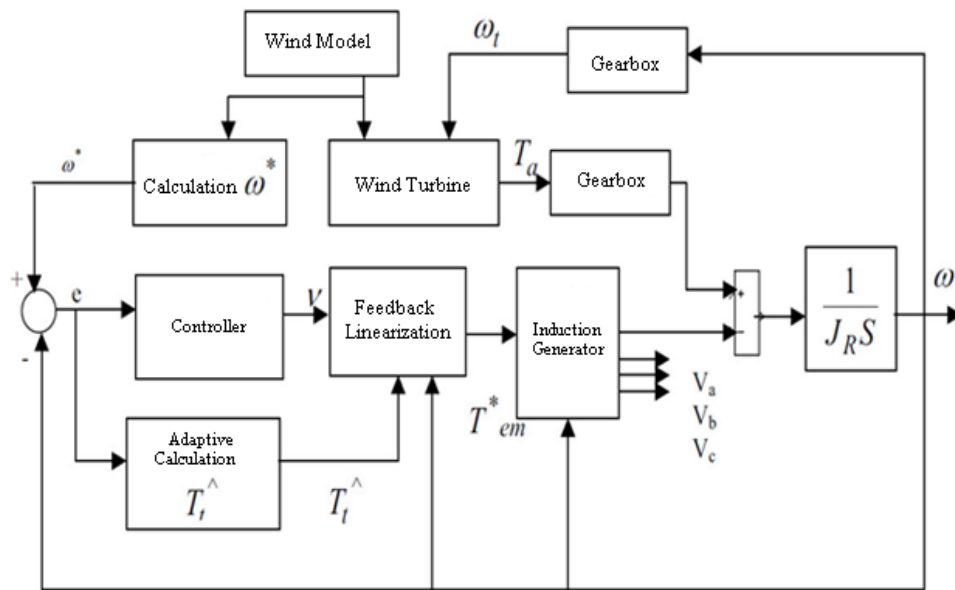 Wind Model
ω_t
Gearbox
ω*
Calculation ω*
Wind Turbine
T_a
Gearbox
+
e
-
Controller
ν
Feedback
Linearization
Induction
Generator
+
-
1
J_R S
ω
T*_em
V_a
V_b
V_c
Adaptive
Calculation
T_t^
T_t^